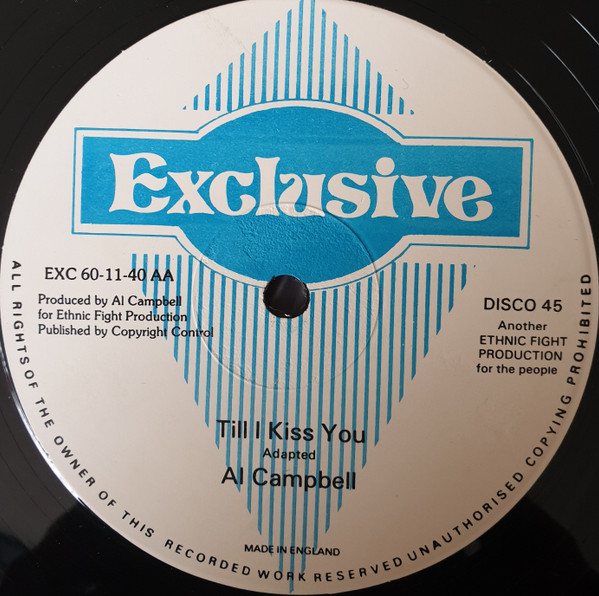 Exclusive
EXC 60-11-40 AA
Produced by Al Campbell
for Ethnic Fight Production
Published by Copyright Control
DISCO 45
Another
ETHNIC FIGHT
PRODUCTION
for the people
Till I Kiss You
Adapted
Al Campbell
MADE IN ENGLAND
ALL RIGHTS OF THE OWNER OF THIS RECORDED WORK RESERVED UNAUTHORISED COPYING PROHIBITED